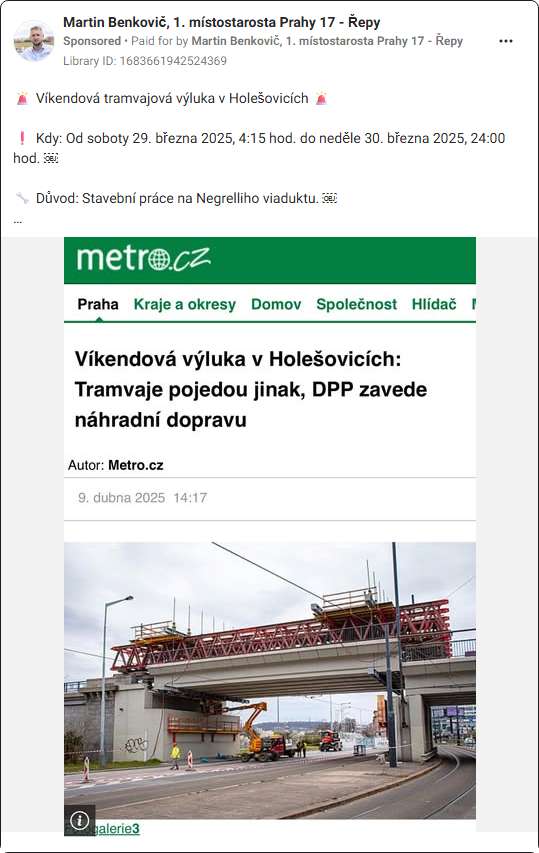 Martin Benkovič, 1. místostarosta Prahy 17 - Řepy
Sponsored • Paid for by Martin Benkovič, 1. místostarosta Prahy 17 - Řepy
Library ID: 1683661942524369
🚨 Víkendová tramvajová výluka v Holešovicích 🚨
❗ Kdy: Od soboty 29. března 2025, 4:15 hod. do neděle 30. března 2025, 24:00
hod. ￼
🔧 Důvod: Stavební práce na Negrelliho viaduktu. ￼
...
metro.cz
Praha Kraje a okresy Domov Společnost Hlídač
Víkendová výluka v Holešovicích:
Tramvaje pojedou jinak, DPP zavede
náhradní dopravu
Autor: Metro.cz
9. dubna 2025 14:17
galerie3